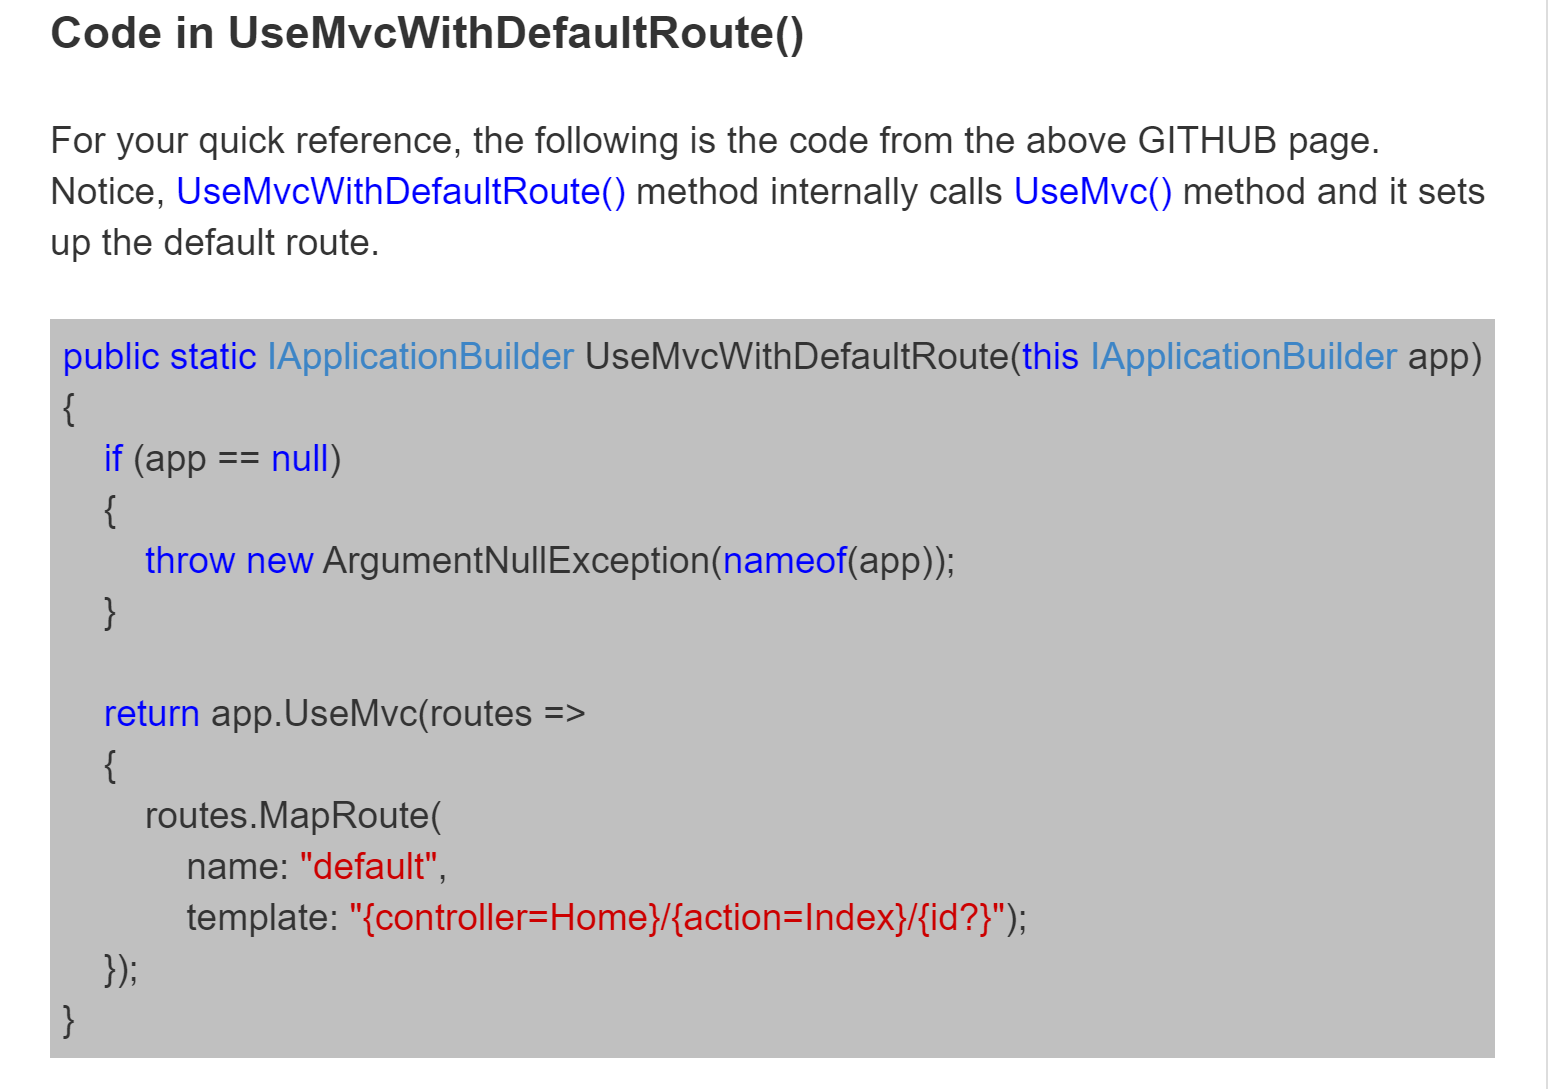 Code in UseMvcWithDefaultRoute()
For your quick reference, the following is the code from the above GITHUB page.
Notice, UseMvcWithDefaultRoute() method internally calls UseMvc() method and it sets
up the default route.
public static IApplicationBuilder UseMvcWithDefaultRoute(this IApplicationBuilder app)
{
    if (app == null)
    {
        throw new ArgumentNullException(nameof(app));
    }

    return app.UseMvc(routes =>
    {
        routes.MapRoute(
            name: "default",
            template: "{controller=Home}/{action=Index}/{id?}");
    });
}